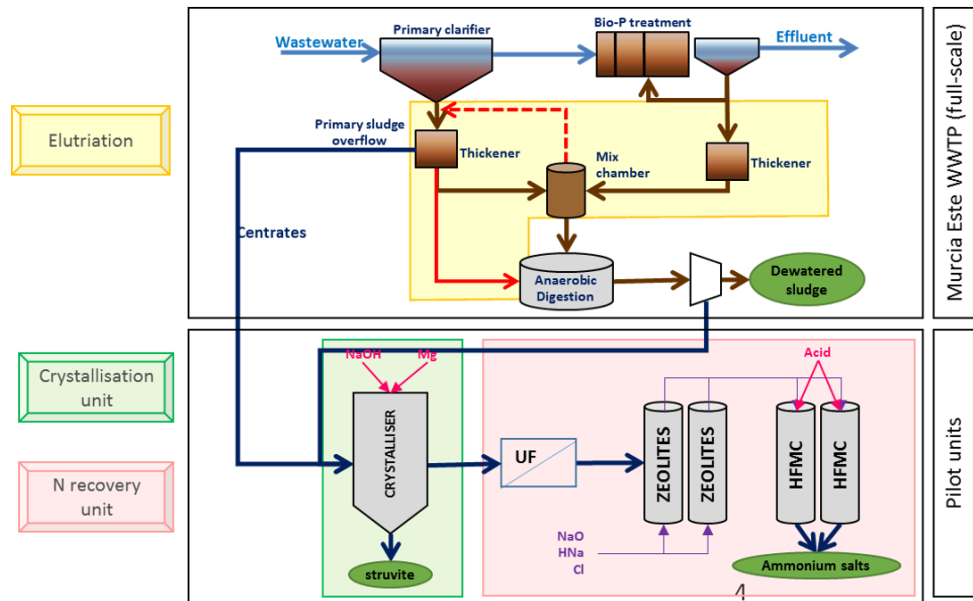 Wastewater
Primary clarifier
Bio-P treatment
Effluent
Elutriation
Primary sludge
overflow
Thickener
Mix
chamber
Thickener
Centrates
Anaerobic
Digestion
Dewatered
sludge
Murcia Este WWTP (full-scale)
Crystallisation
unit
N recovery
unit
NaOH
Mg
CRYSTALLISER
struvite
UF
ZEOLITES
ZEOLITES
Acid
HFMC
HFMC
NaO
HNa
Cl
Ammonium salts
4
Pilot units